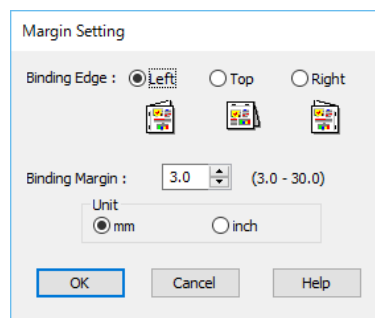 Margin Setting
Binding Edge : Left Top Right
Binding Margin : 3.0 (3.0 - 30.0)
Unit
mm inch
OK Cancel Help